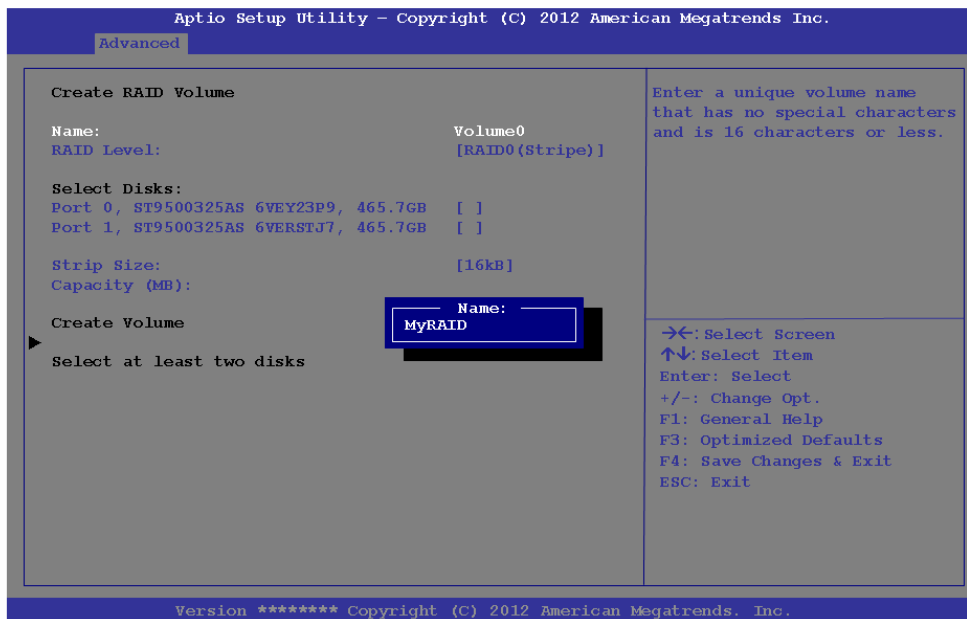 Aptio Setup Utility – Copyright (C) 2012 American Megatrends Inc.
Advanced
Create RAID Volume
Name: Volume0
RAID Level: [RAID0(Stripe)]
Select Disks:
Port 0, ST9500325AS 6VEY23P9, 465.7GB [ ]
Port 1, ST9500325AS 6VERSTJ7, 465.7GB [ ]
Strip Size: [16kB]
Capacity (MB):
Create Volume
Select at least two disks
Name:
MyRAID
Enter a unique volume name
that has no special characters
and is 16 characters or less.
→←:Select Screen
↑↓:Select Item
Enter: Select
+/-: Change Opt.
F1: General Help
F3: Optimized Defaults
F4: Save Changes & Exit
ESC: Exit
Version ******** Copyright (C) 2012 American Megatrends. Inc.